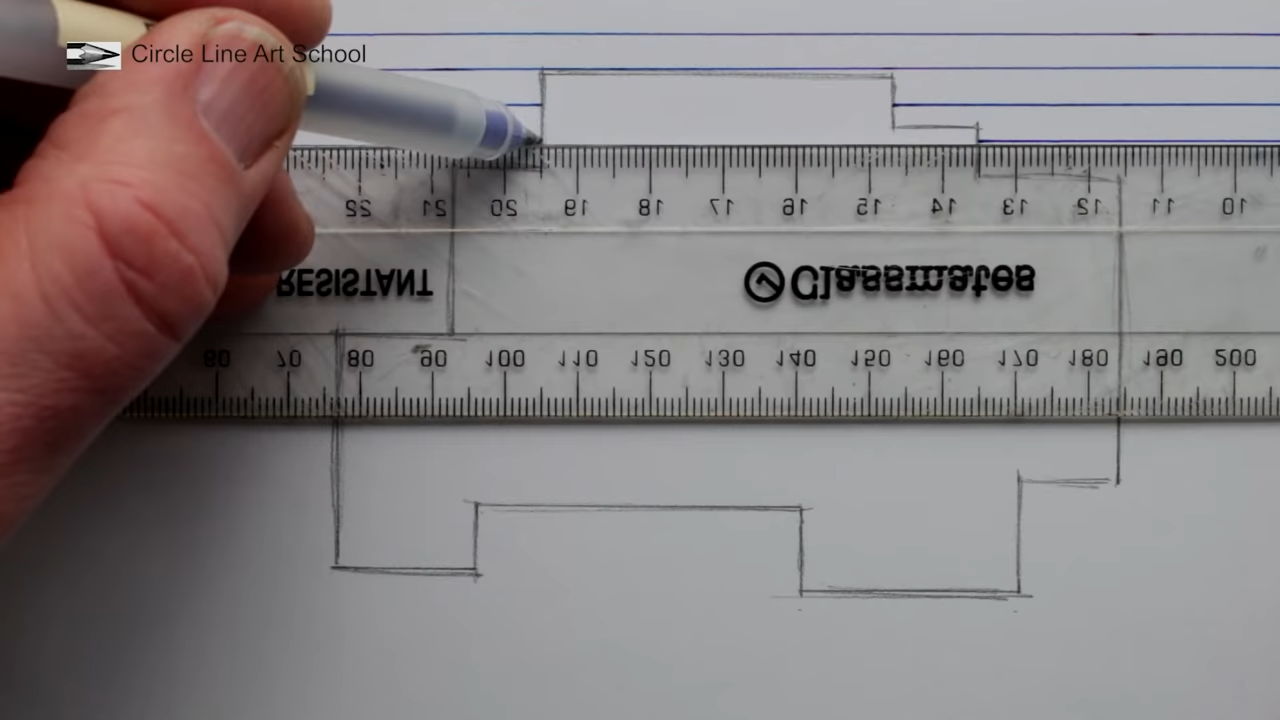 Circle Line Art School
22 21 20 19 18 17 16 15 14 13 12 11 10
RESISTANT Classmates
60 70 80 90 100 110 120 130 140 150 160 170 180 190 200